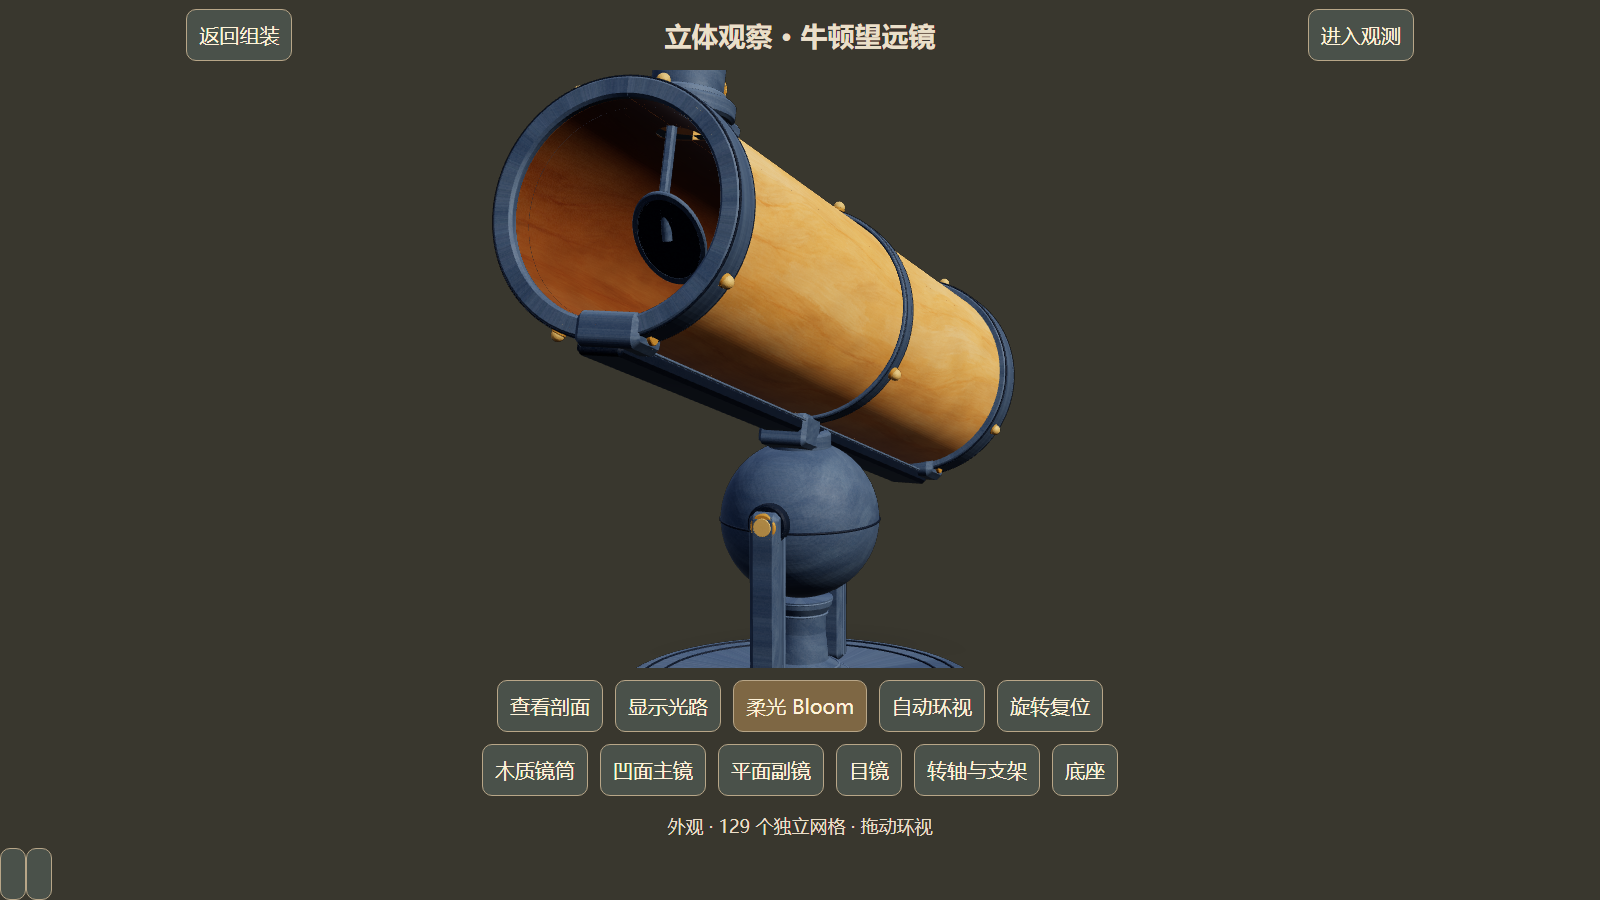 返回组装
立体观察·牛顿望远镜
进入观测
查看剖面
显示光路
柔光 Bloom
自动环视
旋转复位
木质镜筒
凹面主镜
平面副镜
目镜
转轴与支架
底座
外观 · 129 个独立网格 · 拖动环视